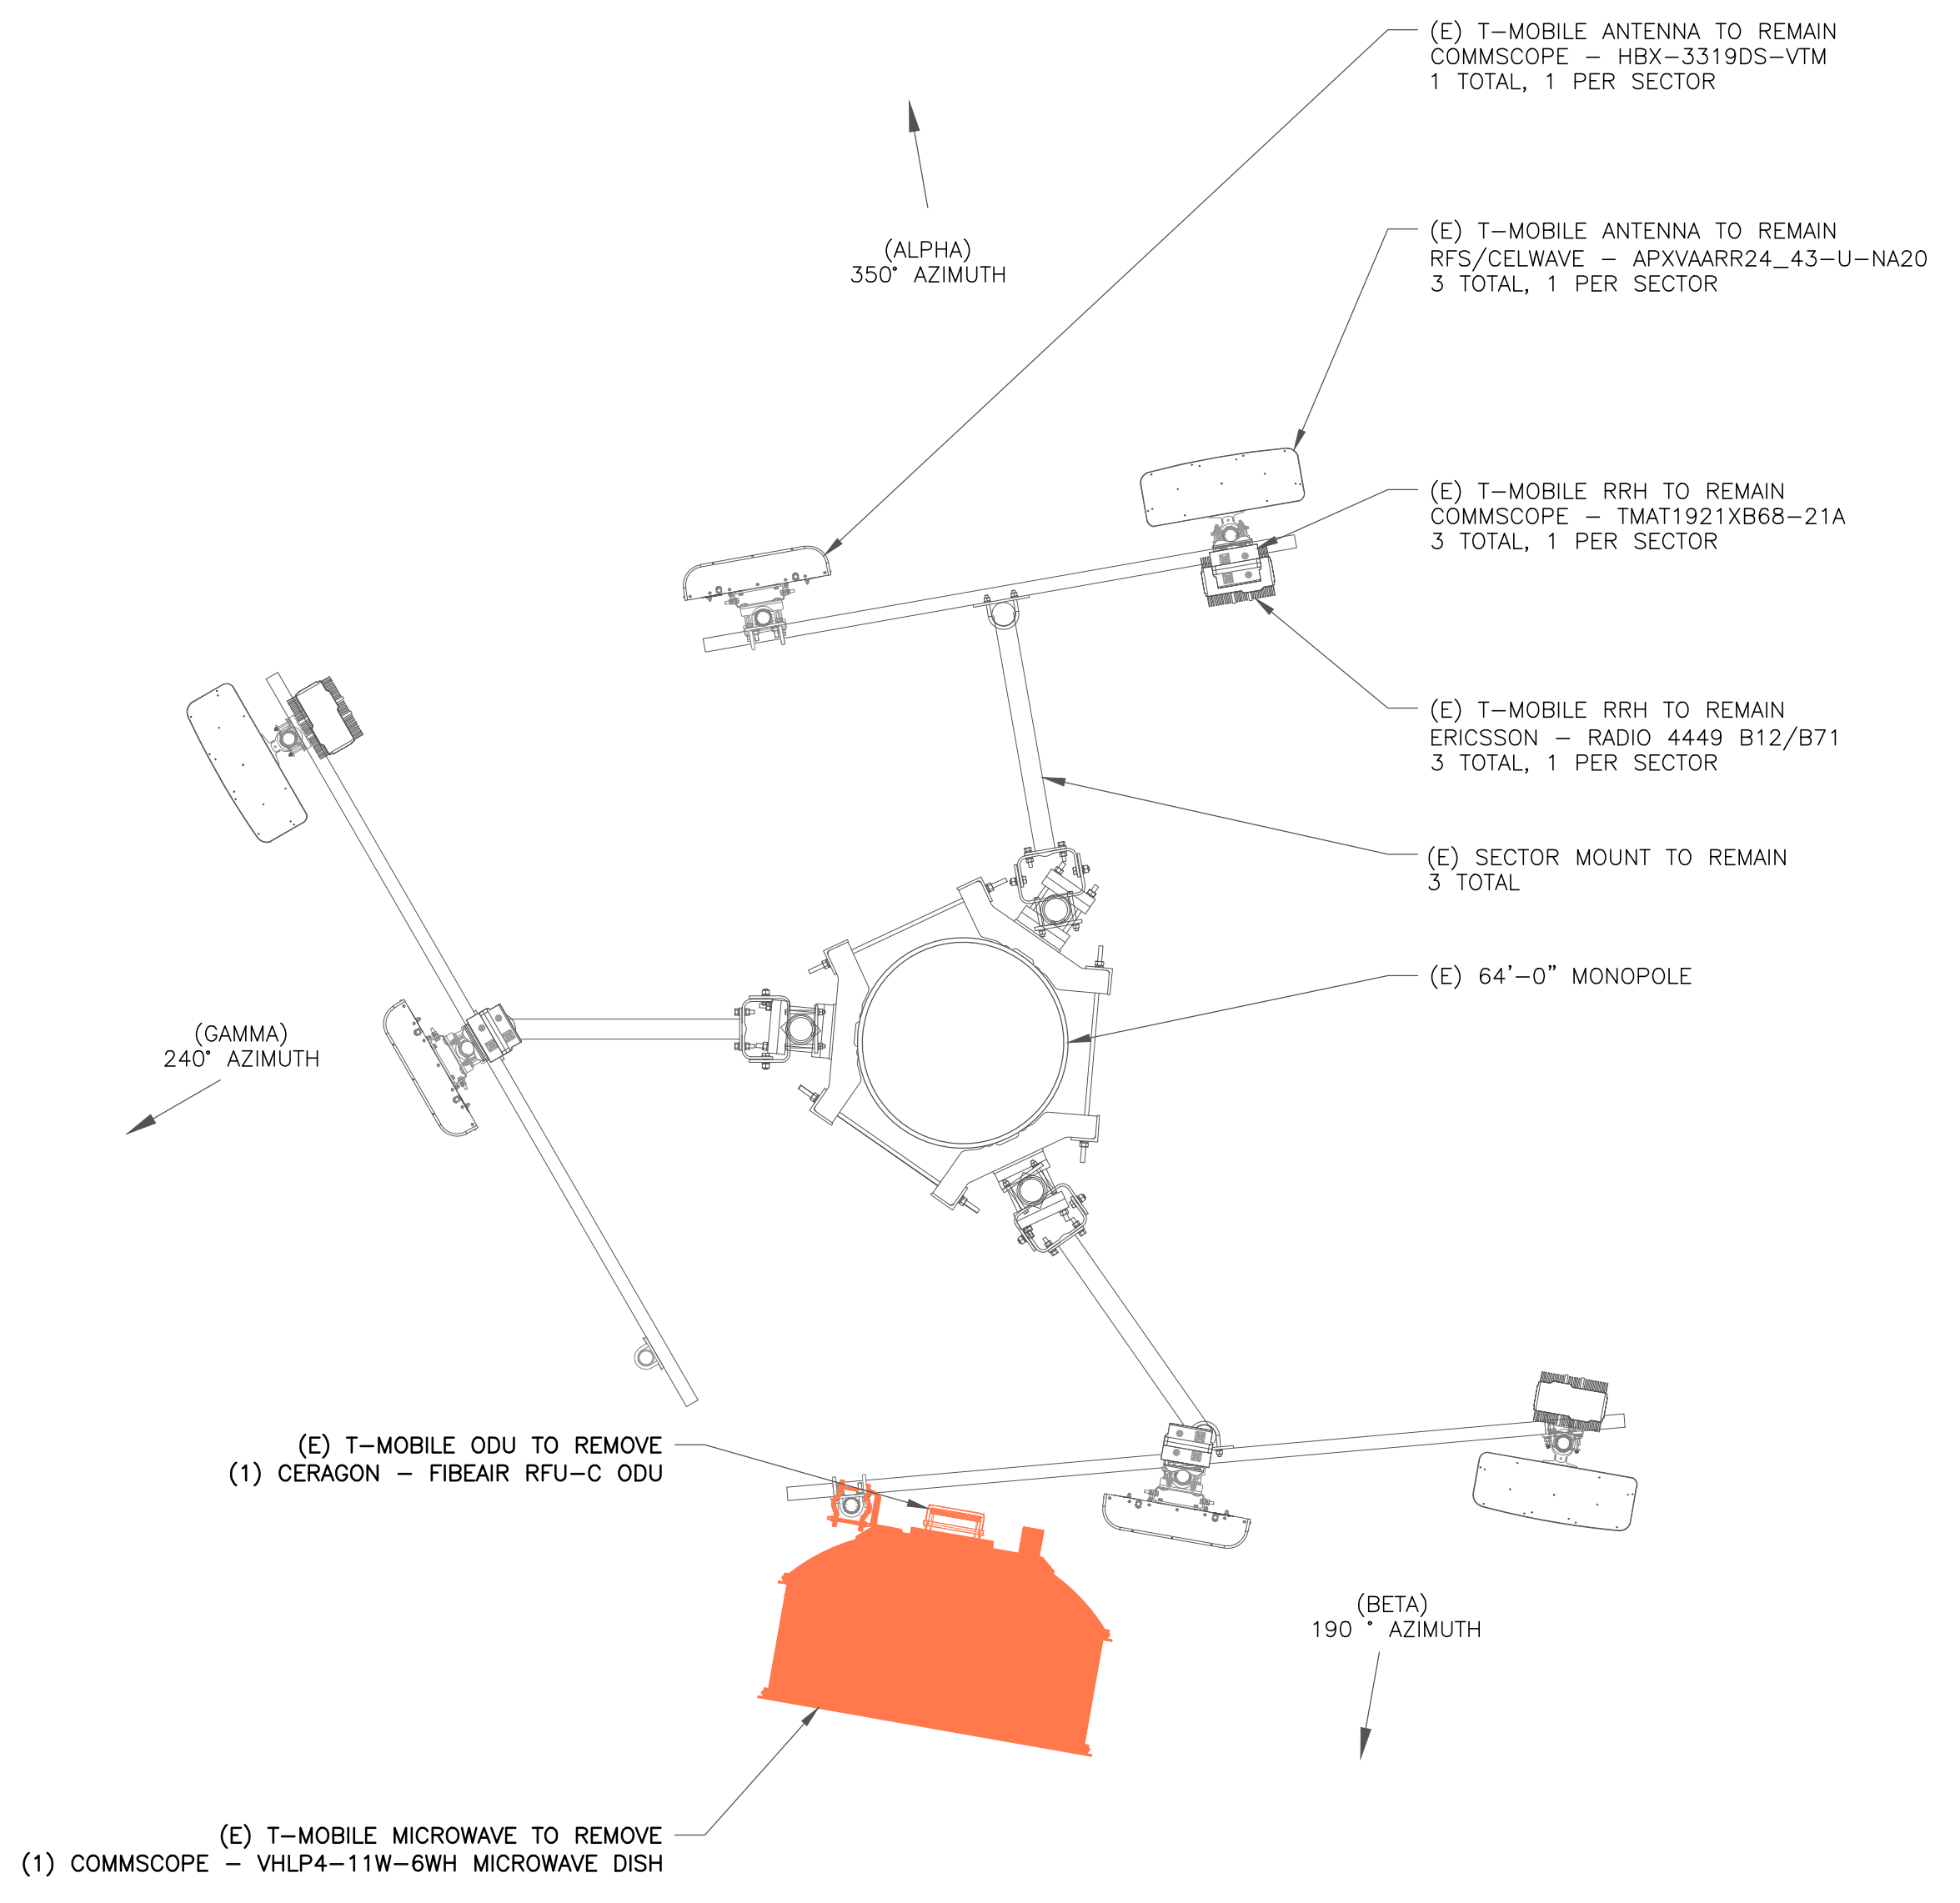 (E) T-MOBILE ANTENNA TO REMAIN
COMMSCOPE - HBX-3319DS-VTM
1 TOTAL, 1 PER SECTOR
(ALPHA)
350° AZIMUTH
(E) T-MOBILE ANTENNA TO REMAIN
RFS/CELWAVE - APXVAARR24_43-U-NA20
3 TOTAL, 1 PER SECTOR
(E) T-MOBILE RRH TO REMAIN
COMMSCOPE - TMAT1921XB68-21A
3 TOTAL, 1 PER SECTOR
(E) T-MOBILE RRH TO REMAIN
ERICSSON - RADIO 4449 B12/B71
3 TOTAL, 1 PER SECTOR
(E) SECTOR MOUNT TO REMAIN
3 TOTAL
(E) 64'-0" MONOPOLE
(GAMMA)
240° AZIMUTH
(E) T-MOBILE ODU TO REMOVE
(1) CERAGON - FIBEAIR RFU-C ODU
(BETA)
190 ° AZIMUTH
(E) T-MOBILE MICROWAVE TO REMOVE
(1) COMMSCOPE - VHLP4-11W-6WH MICROWAVE DISH